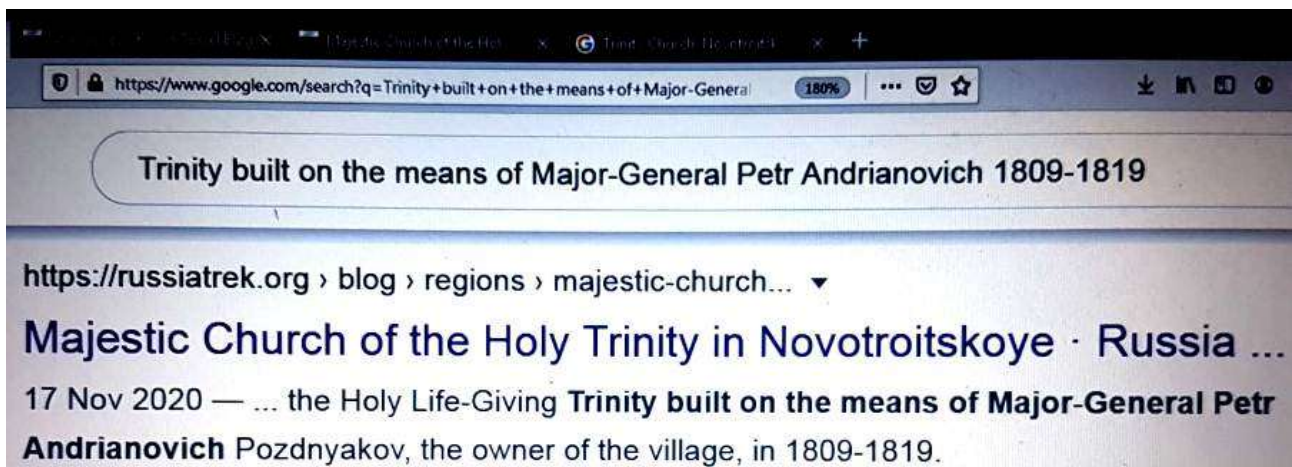 https://www.google.com/search?q=Trinity+built+on+the+means+of+Major-General 180%
Trinity built on the means of Major-General Petr Andrianovich 1809-1819
https://russiatrek.org › blog › regions › majestic-church... ▼
Majestic Church of the Holy Trinity in Novotroitskoye · Russia ...
17 Nov 2020 — ... the Holy Life-Giving Trinity built on the means of Major-General Petr
Andrianovich Pozdnyakov, the owner of the village, in 1809-1819.